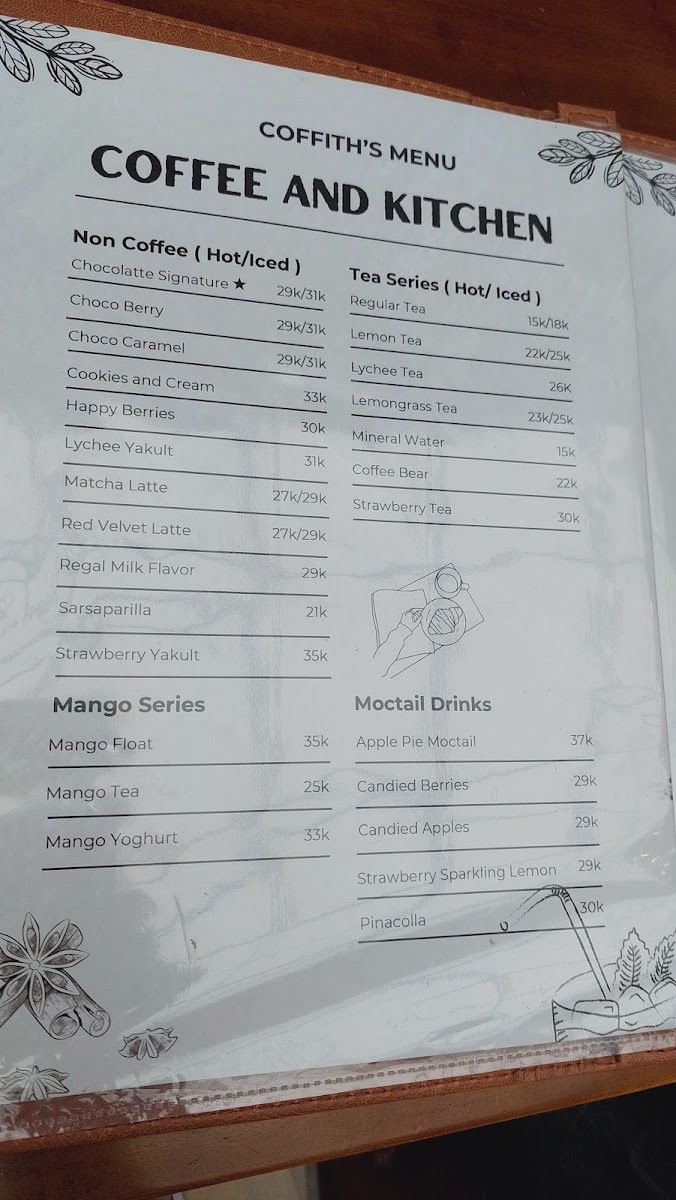 COFFITH'S MENU
COFFEE AND KITCHEN
Non Coffee ( Hot/Iced )
Chocolatte Signature ★ 29k/31k
Choco Berry 29k/31k
Choco Caramel 29k/31k
Cookies and Cream 33k
Happy Berries 30k
Lychee Yakult 31k
Matcha Latte 27k/29k
Red Velvet Latte 27k/29k
Regal Milk Flavor 29k
Sarsaparilla 21k
Strawberry Yakult 35k
Mango Series
Mango Float 35k
Mango Tea 25k
Mango Yoghurt 33k
Tea Series ( Hot/ Iced )
Regular Tea 15k/18k
Lemon Tea 22k/25k
Lychee Tea 26K
Lemongrass Tea 23k/25k
Mineral Water 15k
Coffee Bear 22k
Strawberry Tea 30k
Moctail Drinks
Apple Pie Moctail 37k
Candied Berries 29k
Candied Apples 29k
Strawberry Sparkling Lemon 29k
Pinacolla 30k